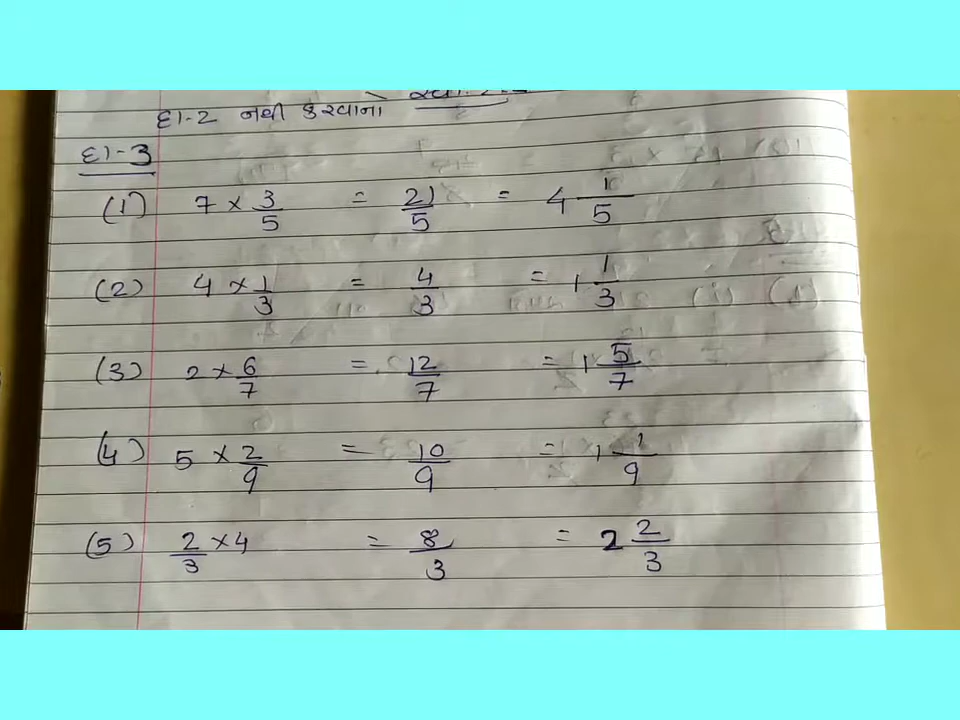 દા-2 નથી કરવાના
દા-3
(1) 7 × 3/5 = 21/5 = 4 1/5
(2) 4 × 1/3 = 4/3 = 1 1/3
(3) 2 × 6/7 = 12/7 = 1 5/7
(4) 5 × 2/9 = 10/9 = 1 1/9
(5) 2/3 × 4 = 8/3 = 2 2/3